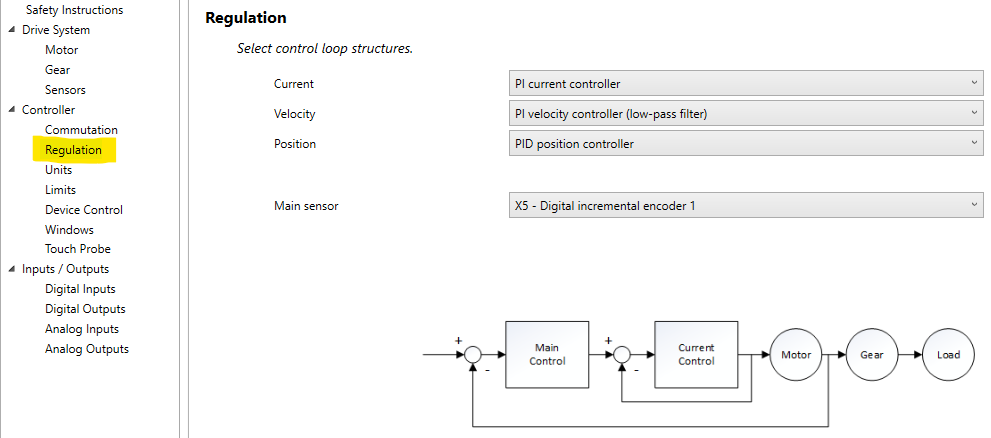 Safety Instructions
Drive System
Motor
Gear
Sensors
Controller
Commutation
Regulation
Units
Limits
Device Control
Windows
Touch Probe
Inputs / Outputs
Digital Inputs
Digital Outputs
Analog Inputs
Analog Outputs
Regulation
Select control loop structures.
Current PI current controller
Velocity PI velocity controller (low-pass filter)
Position PID position controller
Main sensor X5 - Digital incremental encoder 1
+ Main Control + Current Control Motor Gear Load
- -